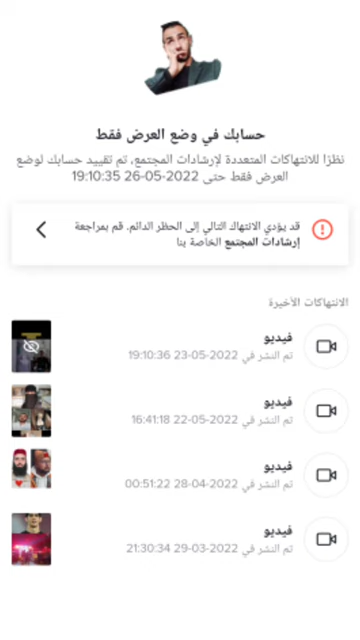 حسابك في وضع العرض فقط
نظرًا للانتهاكات المتعددة لإرشادات المجتمع، تم تقييد حسابك لوضع
العرض فقط حتى 2022-05-26 19:10:35
قد يؤدي الانتهاك التالي إلى الحظر الدائم. قم بمراجعة
إرشادات المجتمع الخاصة بنا
الانتهاكات الأخيرة
فيديو
تم النشر في 2022-05-23 19:10:36
فيديو
تم النشر في 2022-05-22 16:41:18
فيديو
تم النشر في 2022-04-28 00:51:22
فيديو
تم النشر في 2022-03-29 21:30:34